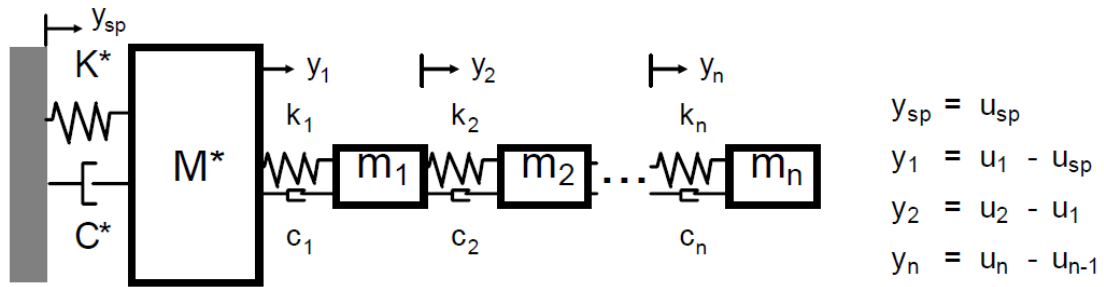 y_sp
K*
y_1 y_2 y_n
k_1 k_2 k_n
M* m_1 m_2 ... m_n
C*
c_1 c_2 c_n
y_sp = u_sp
y_1 = u_1 - u_sp
y_2 = u_2 - u_1
y_n = u_n - u_n-1